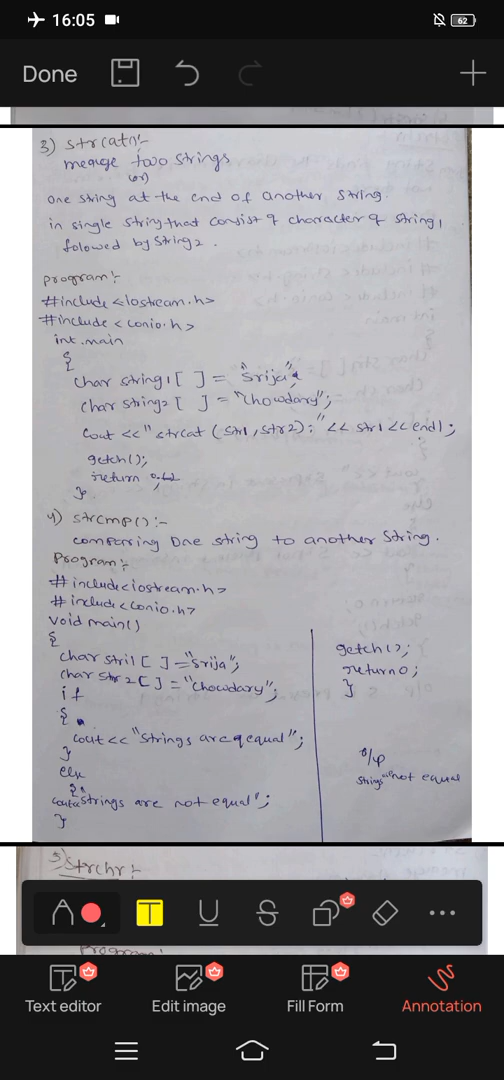 16:05
62
Done
3) strcat():-
merage two strings
(or)
one string at the end of another string.
in single string that consist of character of string1
folowed by string2.
program:-
#include <iostream.h>
#include <conio.h>
int main
{
char string1[ ] = "Srija";
char string2[ ] = "Chowdary";
cout <<" strcat (str1, str2): " << str1 << endl;
getch();
return
}
4) strcmp():-
comparing One string to another string.
Program:-
#include<iostream.h>
#include<conio.h>
void main()
{
char str1[ ] ="Srija";
char str2[ ] = "Chowdary";
if
{
cout<< "strings are equal";
}
else
{
cout<<strings are not equal";
}
getch();
return 0;
}
o/p
strings are not equal
5) strchr:-
Program:-
T
U
S
Text editor
Edit image
Fill Form
Annotation